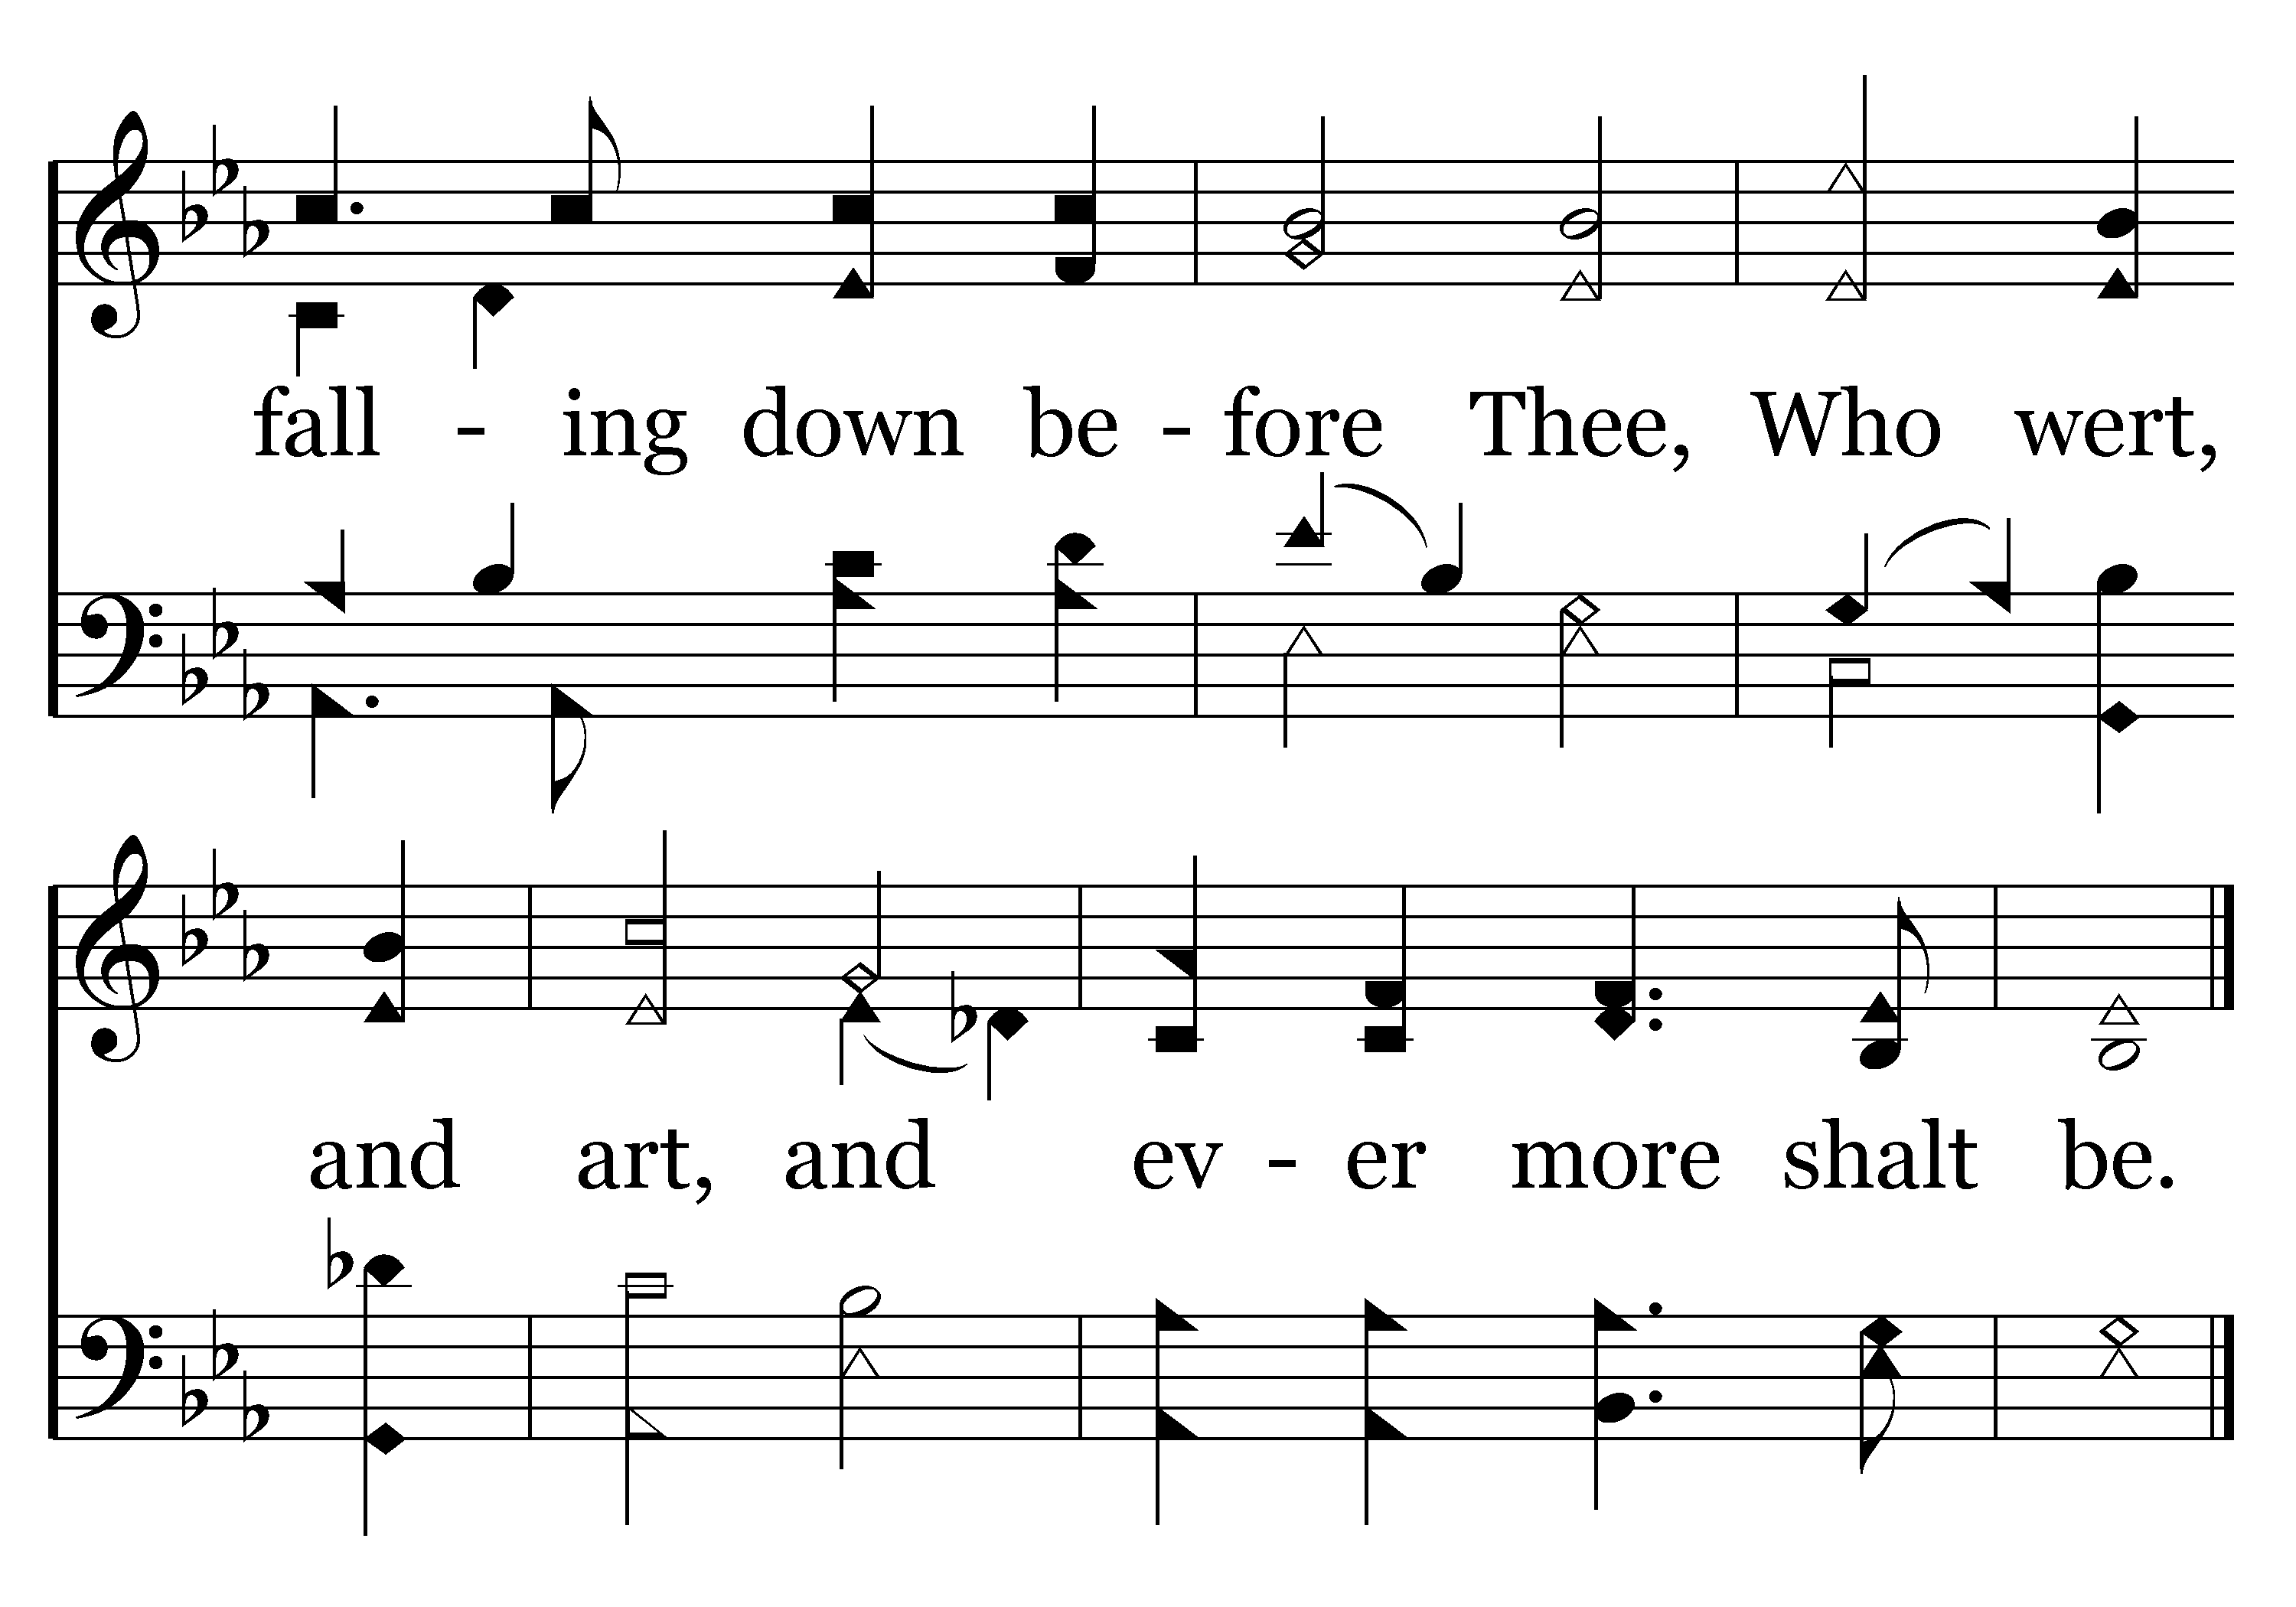 fall - ing down be - fore Thee, Who wert,
and art, and ev - er more shalt be.